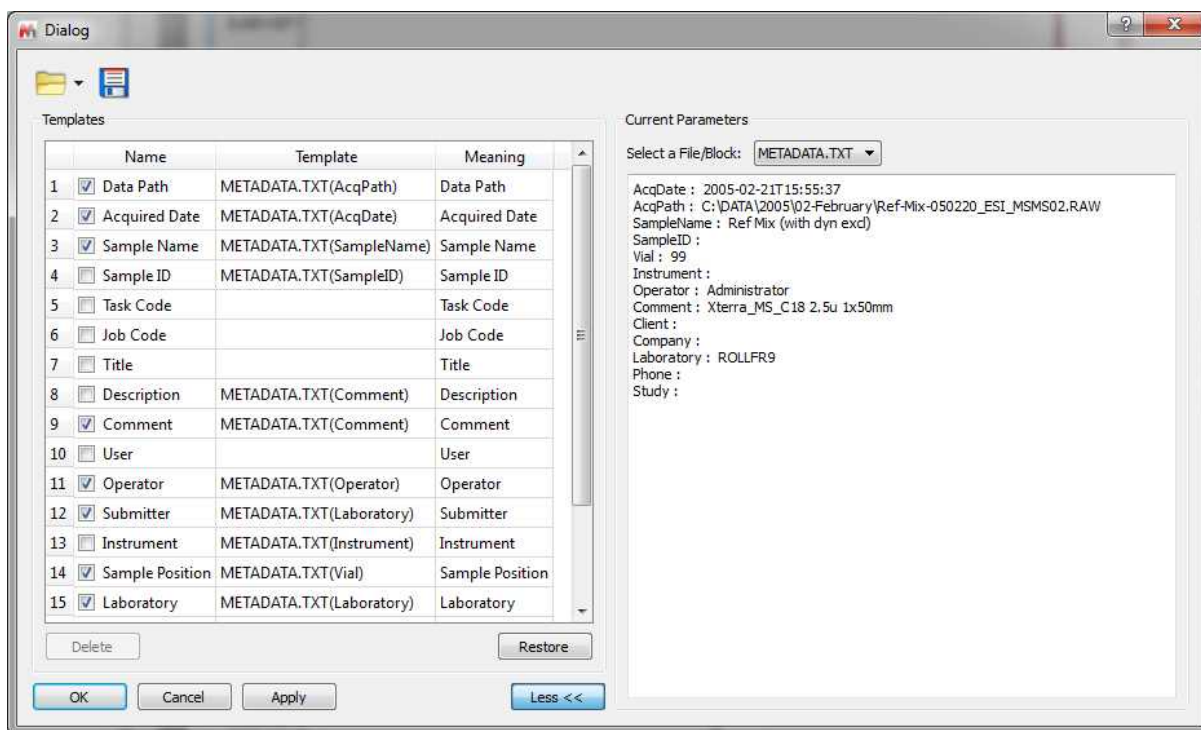 Dialog
Templates
Name Template Meaning
1 Data Path METADATA.TXT(AcqPath) Data Path
2 Acquired Date METADATA.TXT(AcqDate) Acquired Date
3 Sample Name METADATA.TXT(SampleName) Sample Name
4 Sample ID METADATA.TXT(SampleID) Sample ID
5 Task Code Task Code
6 Job Code Job Code
7 Title Title
8 Description METADATA.TXT(Comment) Description
9 Comment METADATA.TXT(Comment) Comment
10 User User
11 Operator METADATA.TXT(Operator) Operator
12 Submitter METADATA.TXT(Laboratory) Submitter
13 Instrument METADATA.TXT(Instrument) Instrument
14 Sample Position METADATA.TXT(Vial) Sample Position
15 Laboratory METADATA.TXT(Laboratory) Laboratory
Delete Restore
OK Cancel Apply Less <<
Current Parameters
Select a File/Block: METADATA.TXT
AcqDate : 2005-02-21T15:55:37
AcqPath : C:\DATA\2005\02-February\Ref-Mix-050220_ESI_MSMS02.RAW
SampleName : Ref Mix (with dyn excl)
SampleID :
Vial : 99
Instrument :
Operator : Administrator
Comment : Xterra_MS_C18 2.5u 1x50mm
Client :
Company :
Laboratory : ROLLFR9
Phone :
Study :